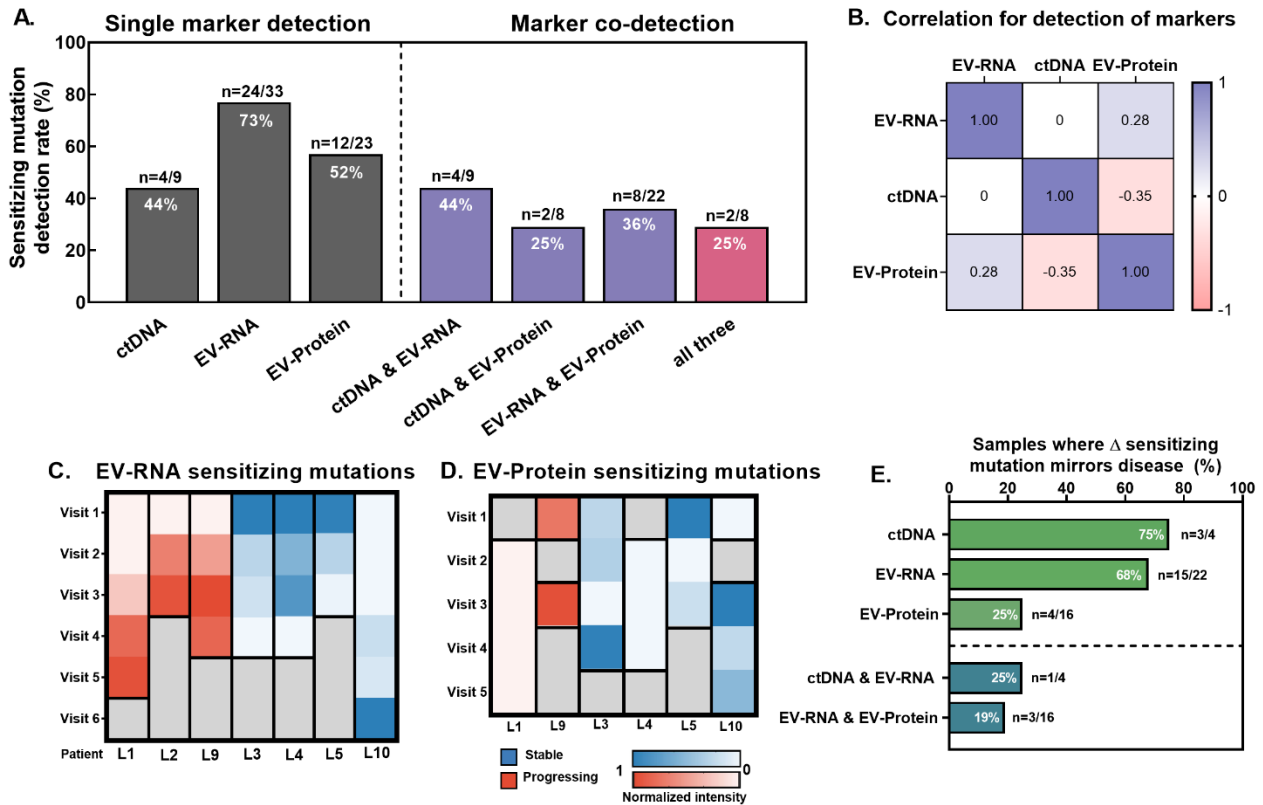 A.
Single marker detection
Marker co-detection
Sensitizing mutation
detection rate (%)
100
80
60
40
20
0
n=4/9
44%
n=24/33
73%
n=12/23
52%
n=4/9
44%
n=2/8
25%
n=8/22
36%
n=2/8
25%
ctDNA
EV-RNA
EV-Protein
ctDNA & EV-RNA
ctDNA & EV-Protein
EV-RNA & EV-Protein
all three
B. Correlation for detection of markers
EV-RNA ctDNA EV-Protein
EV-RNA 1.00 0 0.28
ctDNA 0 1.00 -0.35
EV-Protein 0.28 -0.35 1.00
1
0
-1
C. EV-RNA sensitizing mutations
Visit 1
Visit 2
Visit 3
Visit 4
Visit 5
Visit 6
Patient L1 L2 L9 L3 L4 L5 L10
D. EV-Protein sensitizing mutations
Visit 1
Visit 2
Visit 3
Visit 4
Visit 5
L1 L9 L3 L4 L5 L10
Stable
Progressing
1 0
Normalized intensity
E.
Samples where Δ sensitizing
mutation mirrors disease (%)
0 20 40 60 80 100
ctDNA 75% n=3/4
EV-RNA 68% n=15/22
EV-Protein 25% n=4/16
ctDNA & EV-RNA 25% n=1/4
EV-RNA & EV-Protein 19% n=3/16